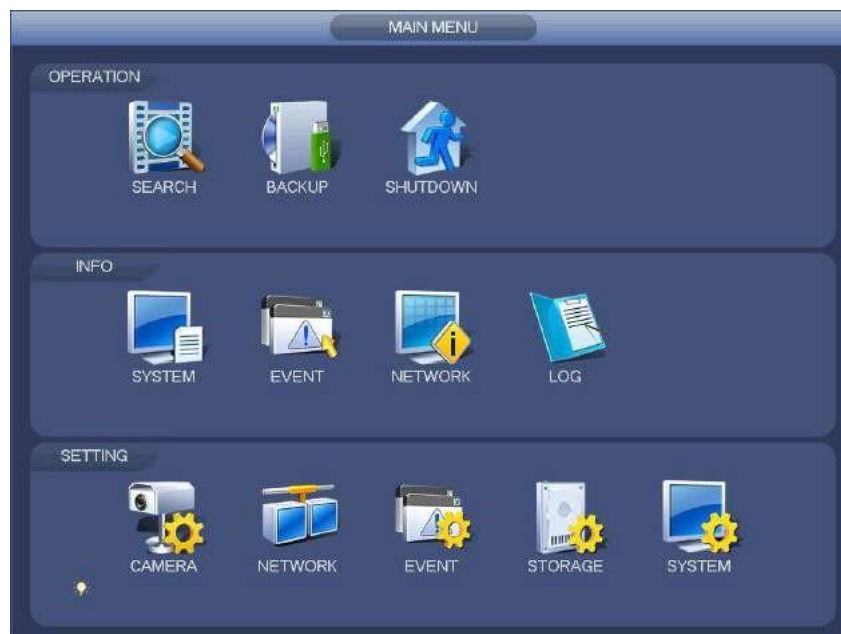 MAIN MENU
OPERATION
SEARCH BACKUP SHUTDOWN
INFO
SYSTEM EVENT NETWORK LOG
SETTING
CAMERA NETWORK EVENT STORAGE SYSTEM